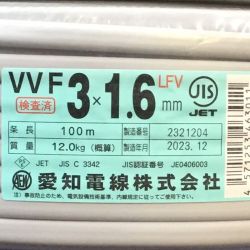 VVF 3×1.6mm LFV
検査済
JIS
JET
条長 100m 製造番号 2321204
質量 12.0kg(概算) 製造年月 2023.12
JET JIS C 3342 JIS認証番号 JE0406003
AEW 愛知電線株式会社